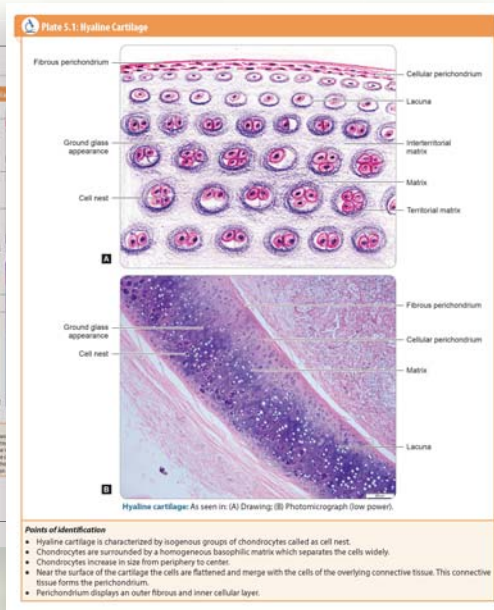 Plate 5.1: Hyaline Cartilage
Fibrous perichondrium
Cellular perichondrium
Lacuna
Ground glass
appearance
Interterritorial
matrix
Matrix
Cell nest
Territorial matrix
A
Fibrous perichondrium
Ground glass
appearance
Cellular perichondrium
Cell nest
Matrix
Lacuna
B
Hyaline cartilage: As seen in: (A) Drawing; (B) Photomicrograph (low power).
Points of identification
• Hyaline cartilage is characterized by isogenous groups of chondrocytes called as cell nest.
• Chondrocytes are surrounded by a homogeneous basophilic matrix which separates the cells widely.
• Chondrocytes increase in size from periphery to center.
• Near the surface of the cartilage the cells are flattened and merge with the cells of the overlying connective tissue. This connective
tissue forms the perichondrium.
• Perichondrium displays an outer fibrous and inner cellular layer.